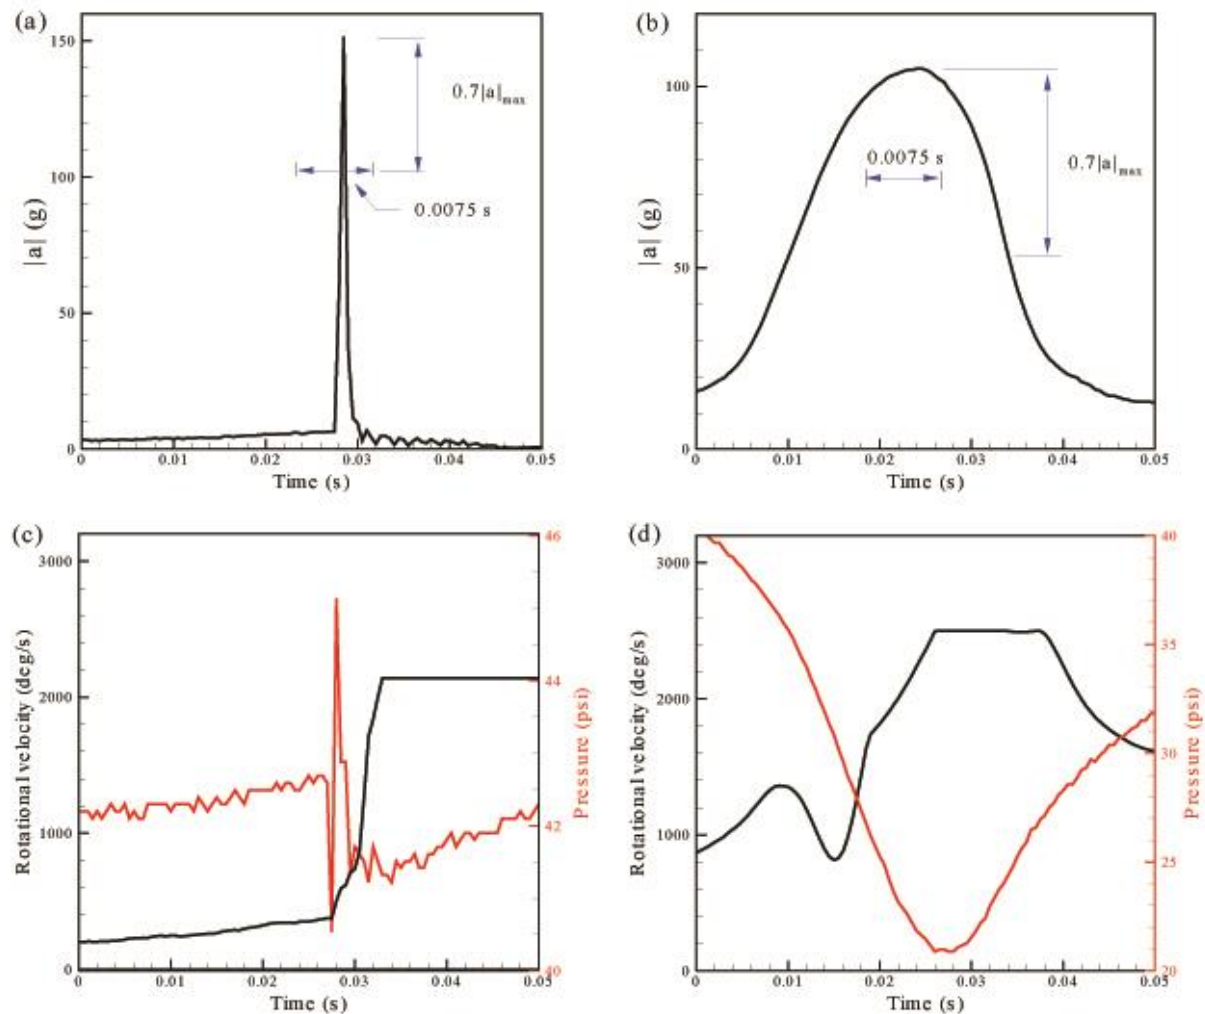 (a)
150
100
50
0
|a| (g)
0.7|a|max
0.0075 s
0 0.01 0.02 0.03 0.04 0.05
Time (s)
(b)
100
50
0
|a| (g)
0.0075 s
0.7|a|max
0 0.01 0.02 0.03 0.04 0.05
Time (s)
(c)
3000
2000
1000
0
Rotational velocity (deg/s)
46
44
42
40
Pressure (psi)
0 0.01 0.02 0.03 0.04 0.05
Time (s)
(d)
3000
2000
1000
0
Rotational velocity (deg/s)
40
35
30
25
20
Pressure (psi)
0 0.01 0.02 0.03 0.04 0.05
Time (s)